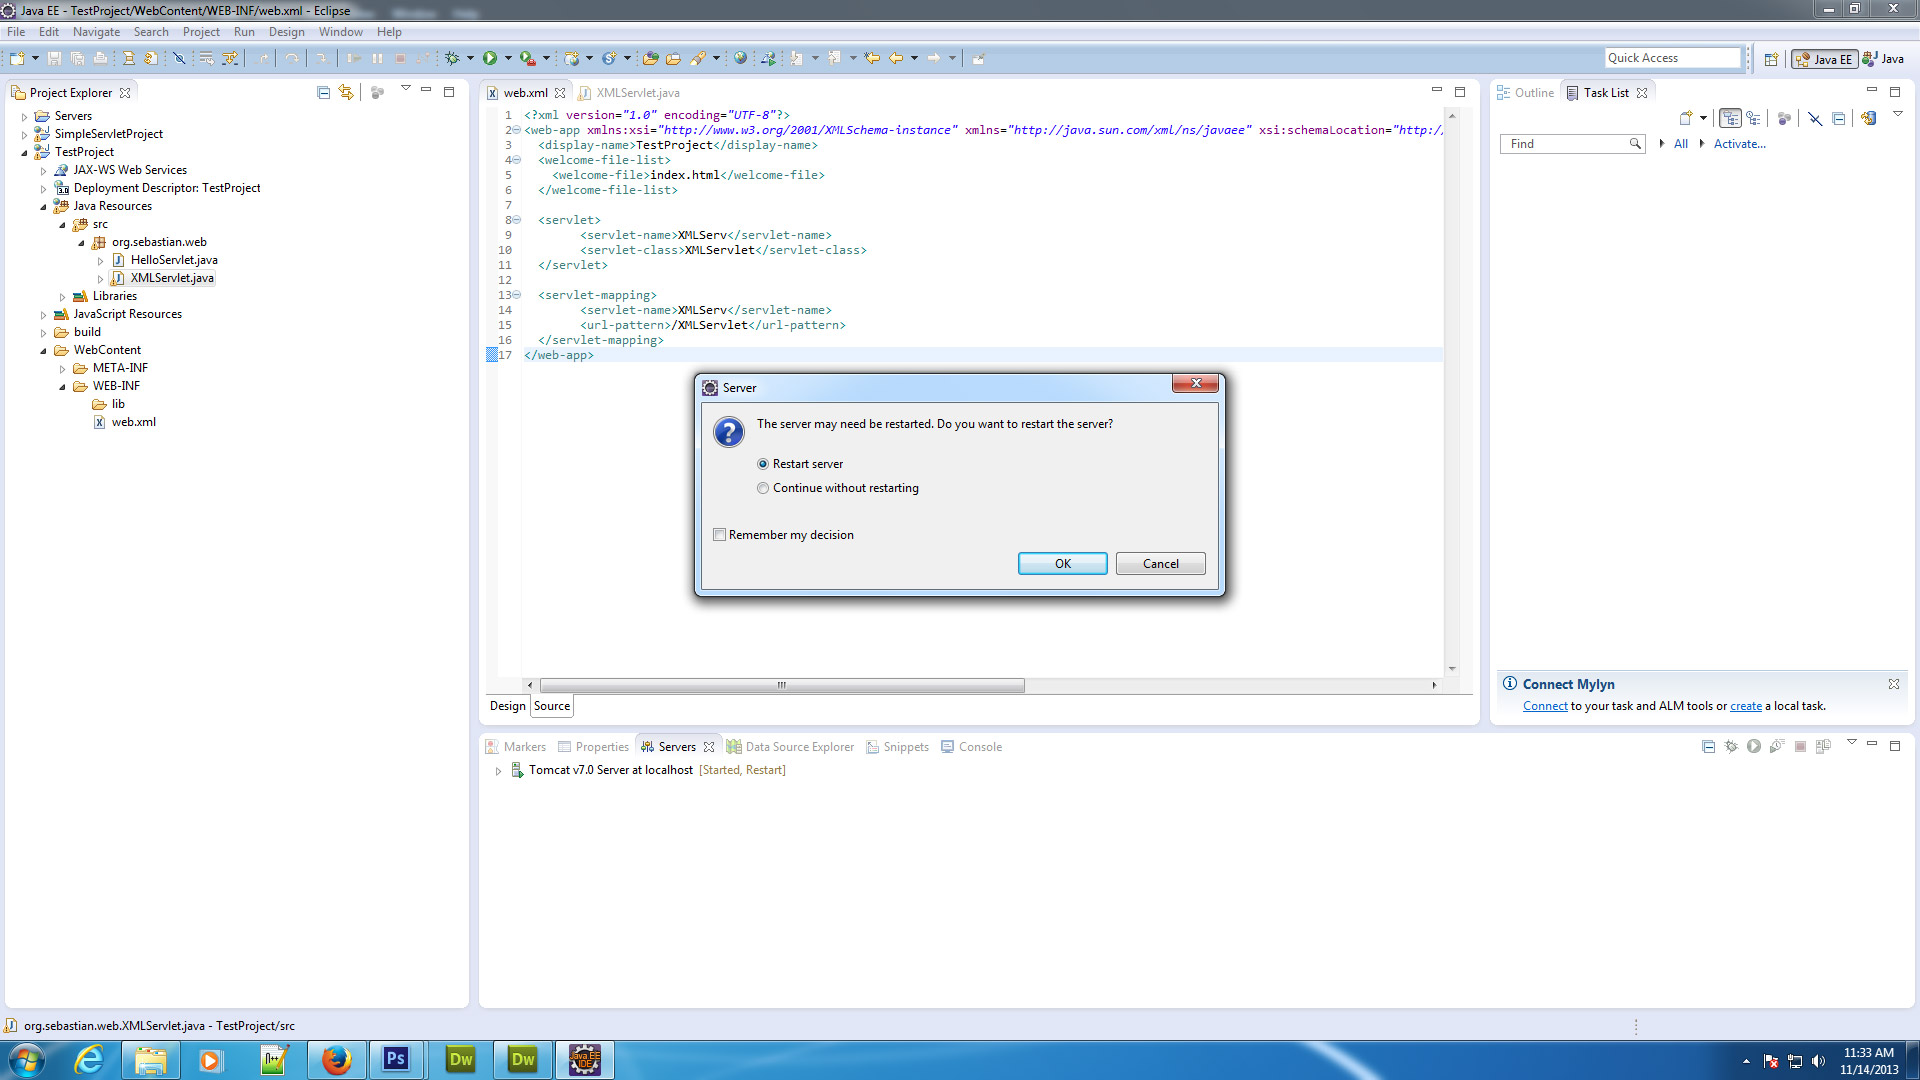 Java EE - TestProject/WebContent/WEB-INF/web.xml - Eclipse
File Edit Navigate Search Project Run Design Window Help
Quick Access
Java EE
Java
Project Explorer
Servers
SimpleServletProject
TestProject
JAX-WS Web Services
Deployment Descriptor: TestProject
Java Resources
src
org.sebastian.web
HelloServlet.java
XMLServlet.java
Libraries
JavaScript Resources
build
WebContent
META-INF
WEB-INF
lib
web.xml
web.xml
XMLServlet.java
1 <?xml version="1.0" encoding="UTF-8"?>
2 <web-app xmlns:xsi="http://www.w3.org/2001/XMLSchema-instance" xmlns="http://java.sun.com/xml/ns/javaee" xsi:schemaLocation="http:/
3 <display-name>TestProject</display-name>
4 <welcome-file-list>
5 <welcome-file>index.html</welcome-file>
6 </welcome-file-list>
7
8 <servlet>
9 <servlet-name>XMLServ</servlet-name>
10 <servlet-class>XMLServlet</servlet-class>
11 </servlet>
12
13 <servlet-mapping>
14 <servlet-name>XMLServ</servlet-name>
15 <url-pattern>/XMLServlet</url-pattern>
16 </servlet-mapping>
17 </web-app>
Server
The server may need be restarted. Do you want to restart the server?
Restart server
Continue without restarting
Remember my decision
OK Cancel
Design Source
Outline Task List
Find All Activate...
Connect Mylyn
Connect to your task and ALM tools or create a local task.
Markers Properties Servers Data Source Explorer Snippets Console
Tomcat v7.0 Server at localhost [Started, Restart]
org.sebastian.web.XMLServlet.java - TestProject/src
Ps
Dw
Dw
Java EE
IDE
11:33 AM
11/14/2013